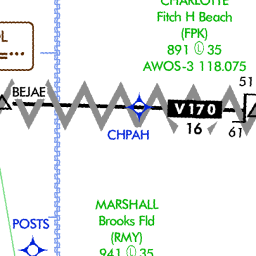 CHARLOTTE
Fitch H Beach
(FPK)
891 Ⓛ 35
AWOS-3 118.075
51
BEJAE
V170
CHPAH
16
61
MARSHALL
Brooks Fld
(RMY)
POSTS
941 Ⓛ 35